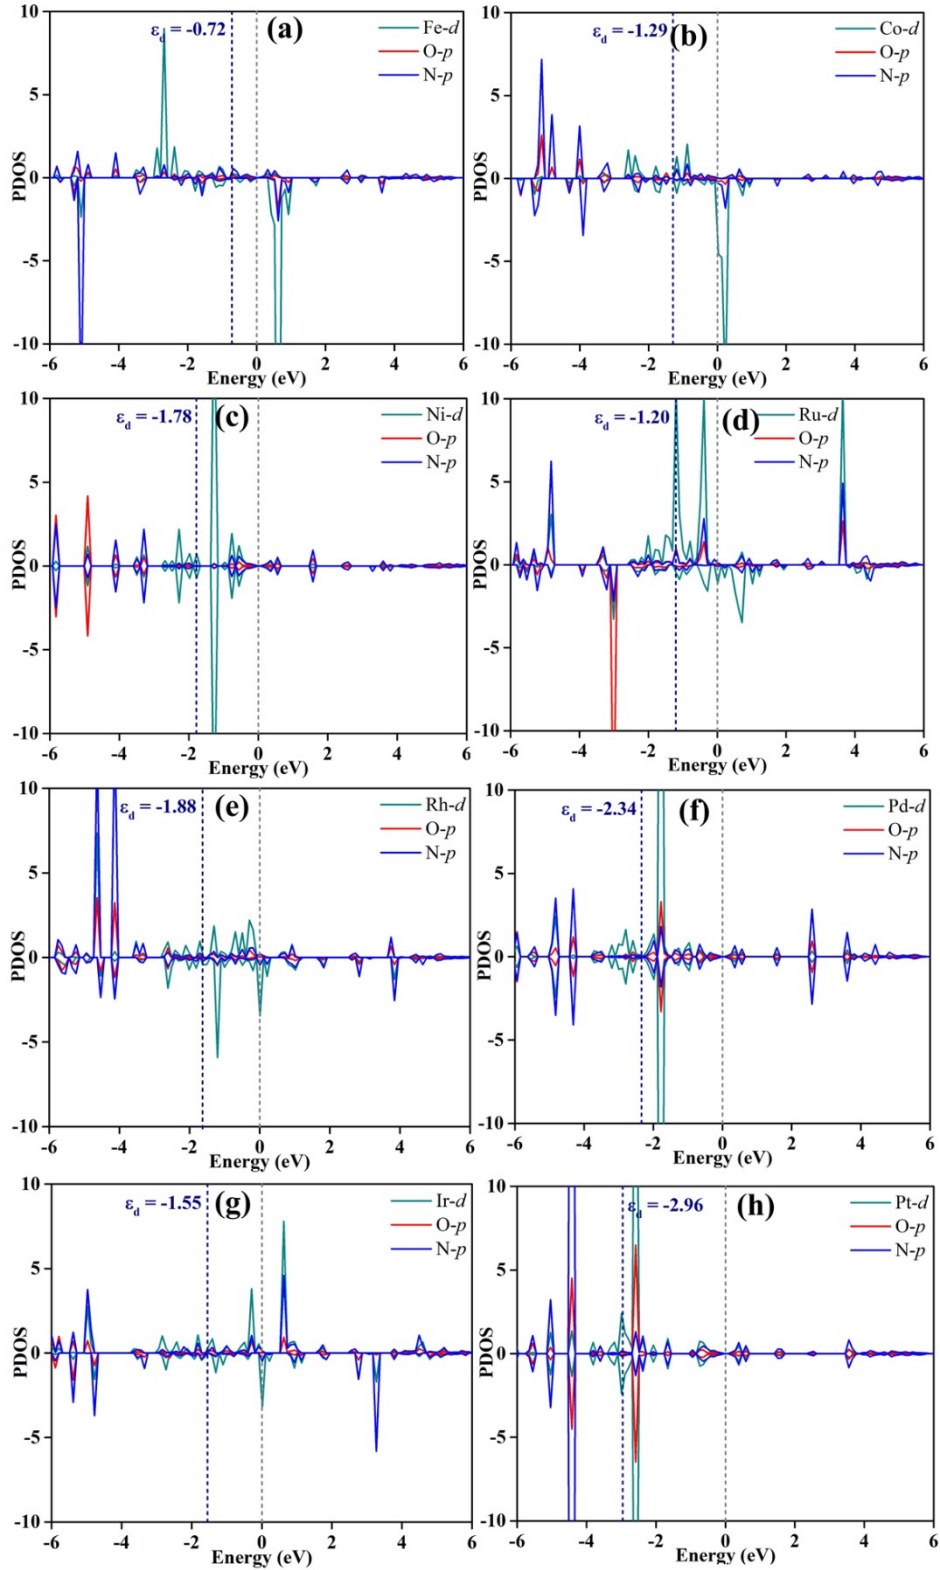 εd = -0.72
(a)
Fe-d
O-p
N-p
PDOS
10
5
0
-5
-10
-6 -4 -2 0 2 4 6
Energy (eV)
εd = -1.29
(b)
Co-d
O-p
N-p
PDOS
10
5
0
-5
-10
-6 -4 -2 0 2 4 6
Energy (eV)
εd = -1.78
(c)
Ni-d
O-p
N-p
PDOS
10
5
0
-5
-10
-6 -4 -2 0 2 4 6
Energy (eV)
εd = -1.20
(d)
Ru-d
O-p
N-p
PDOS
10
5
0
-5
-10
-6 -4 -2 0 2 4 6
Energy (eV)
εd = -1.88
(e)
Rh-d
O-p
N-p
PDOS
10
5
0
-5
-10
-6 -4 -2 0 2 4 6
Energy (eV)
εd = -2.34
(f)
Pd-d
O-p
N-p
PDOS
10
5
0
-5
-10
-6 -4 -2 0 2 4 6
Energy (eV)
εd = -1.55
(g)
Ir-d
O-p
N-p
PDOS
10
5
0
-5
-10
-6 -4 -2 0 2 4 6
Energy (eV)
εd = -2.96
(h)
Pt-d
O-p
N-p
PDOS
10
5
0
-5
-10
-6 -4 -2 0 2 4 6
Energy (eV)